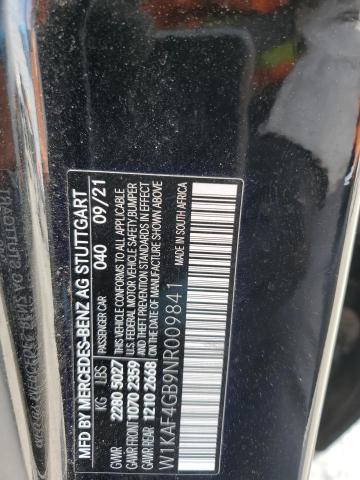 MFD BY MERCEDES-BENZ AG STUTTGART
PASSENGER CAR 040 09/21
KG LBS
GVWR 2280 5027
GAWR FRONT 1070 2359
GAWR REAR 1210 2668
THIS VEHICLE CONFORMS TO ALL APPLICABLE
U.S. FEDERAL MOTOR VEHICLE SAFETY, BUMPER
AND THEFT PREVENTION STANDARDS IN EFFECT
ON THE DATE OF MANUFACTURE SHOWN ABOVE.
MADE IN SOUTH AFRICA
W1KAF4GB9NR009841